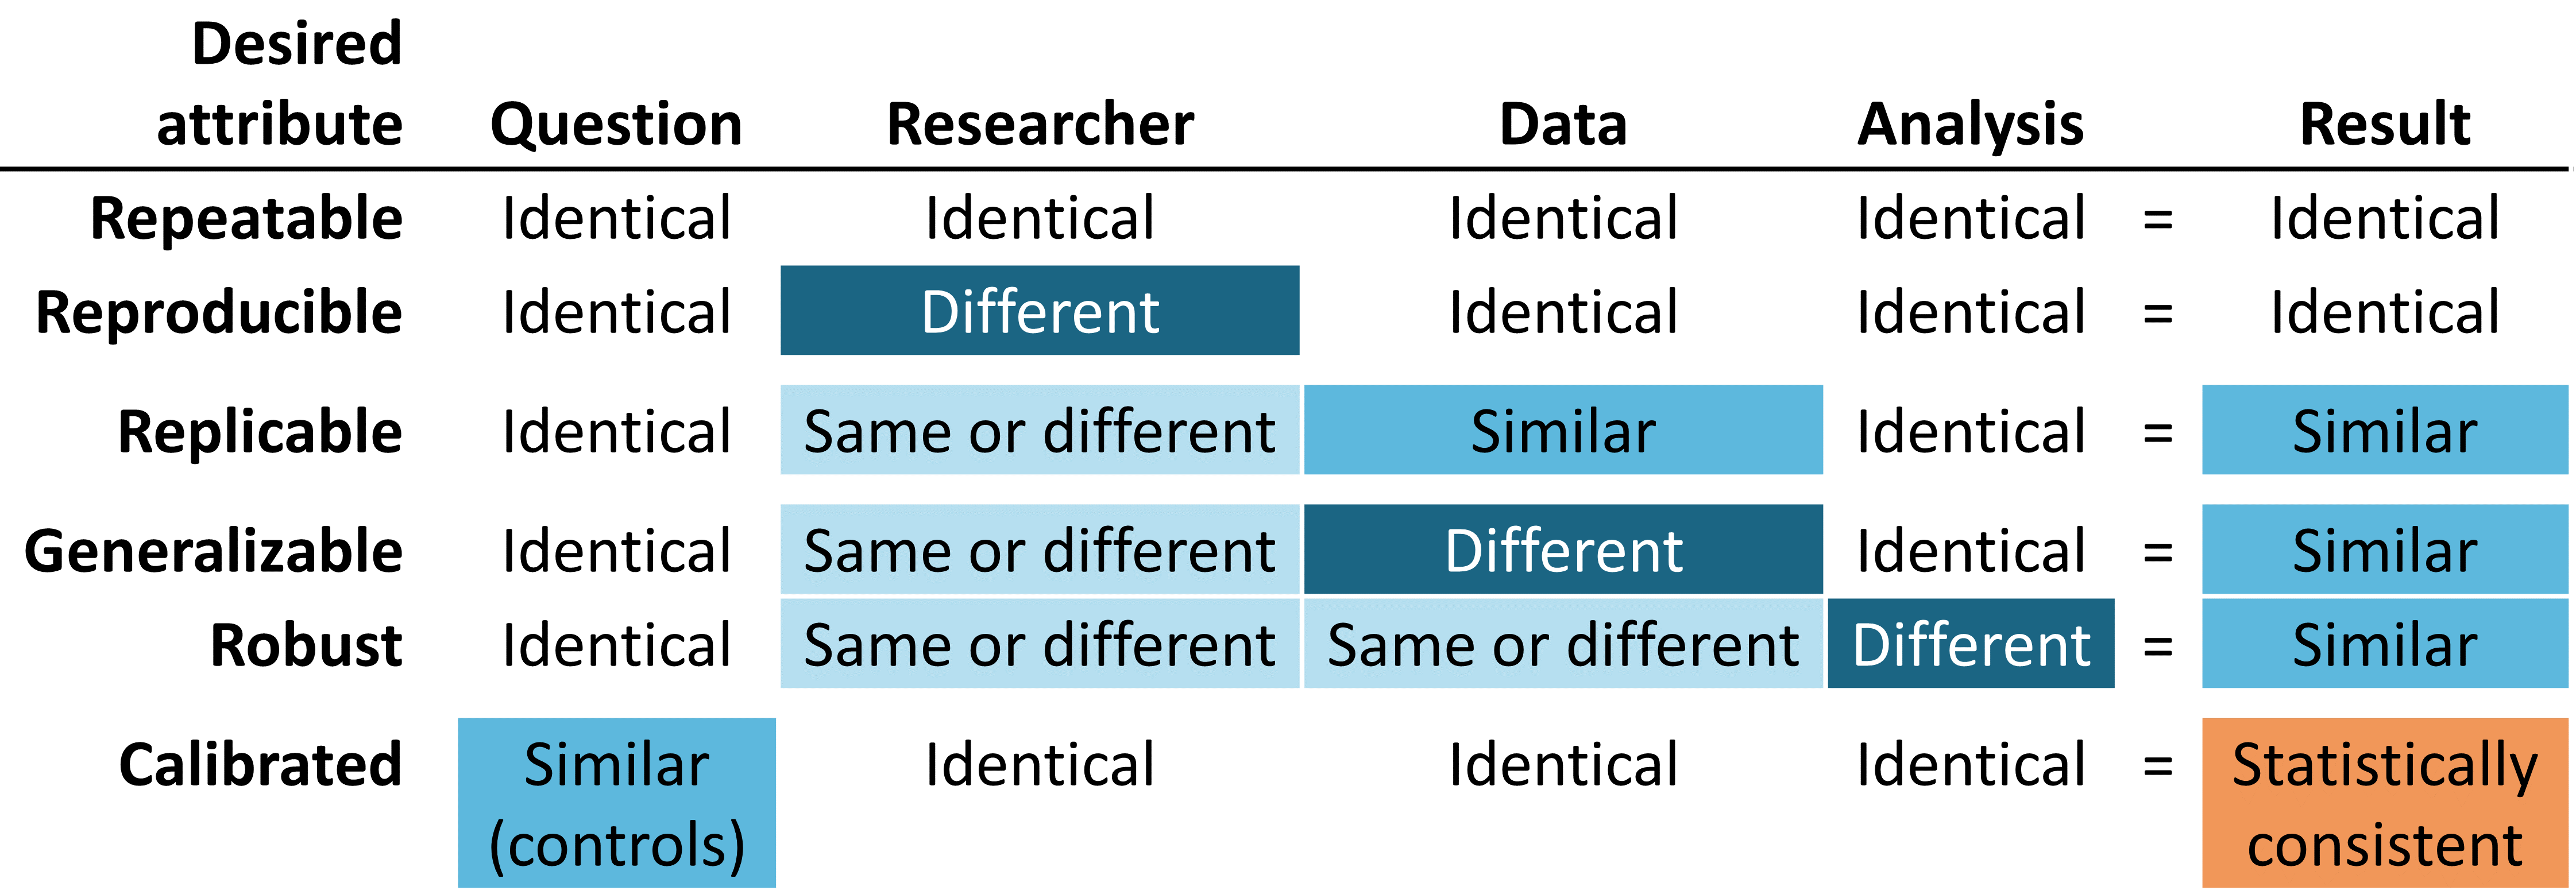 Desired
attribute Question Researcher Data Analysis Result
Repeatable Identical Identical Identical Identical = Identical
Reproducible Identical Different Identical Identical = Identical
Replicable Identical Same or different Similar Identical = Similar
Generalizable Identical Same or different Different Identical = Similar
Robust Identical Same or different Same or different Different = Similar
Calibrated Similar Identical Identical Identical = Statistically
(controls) consistent